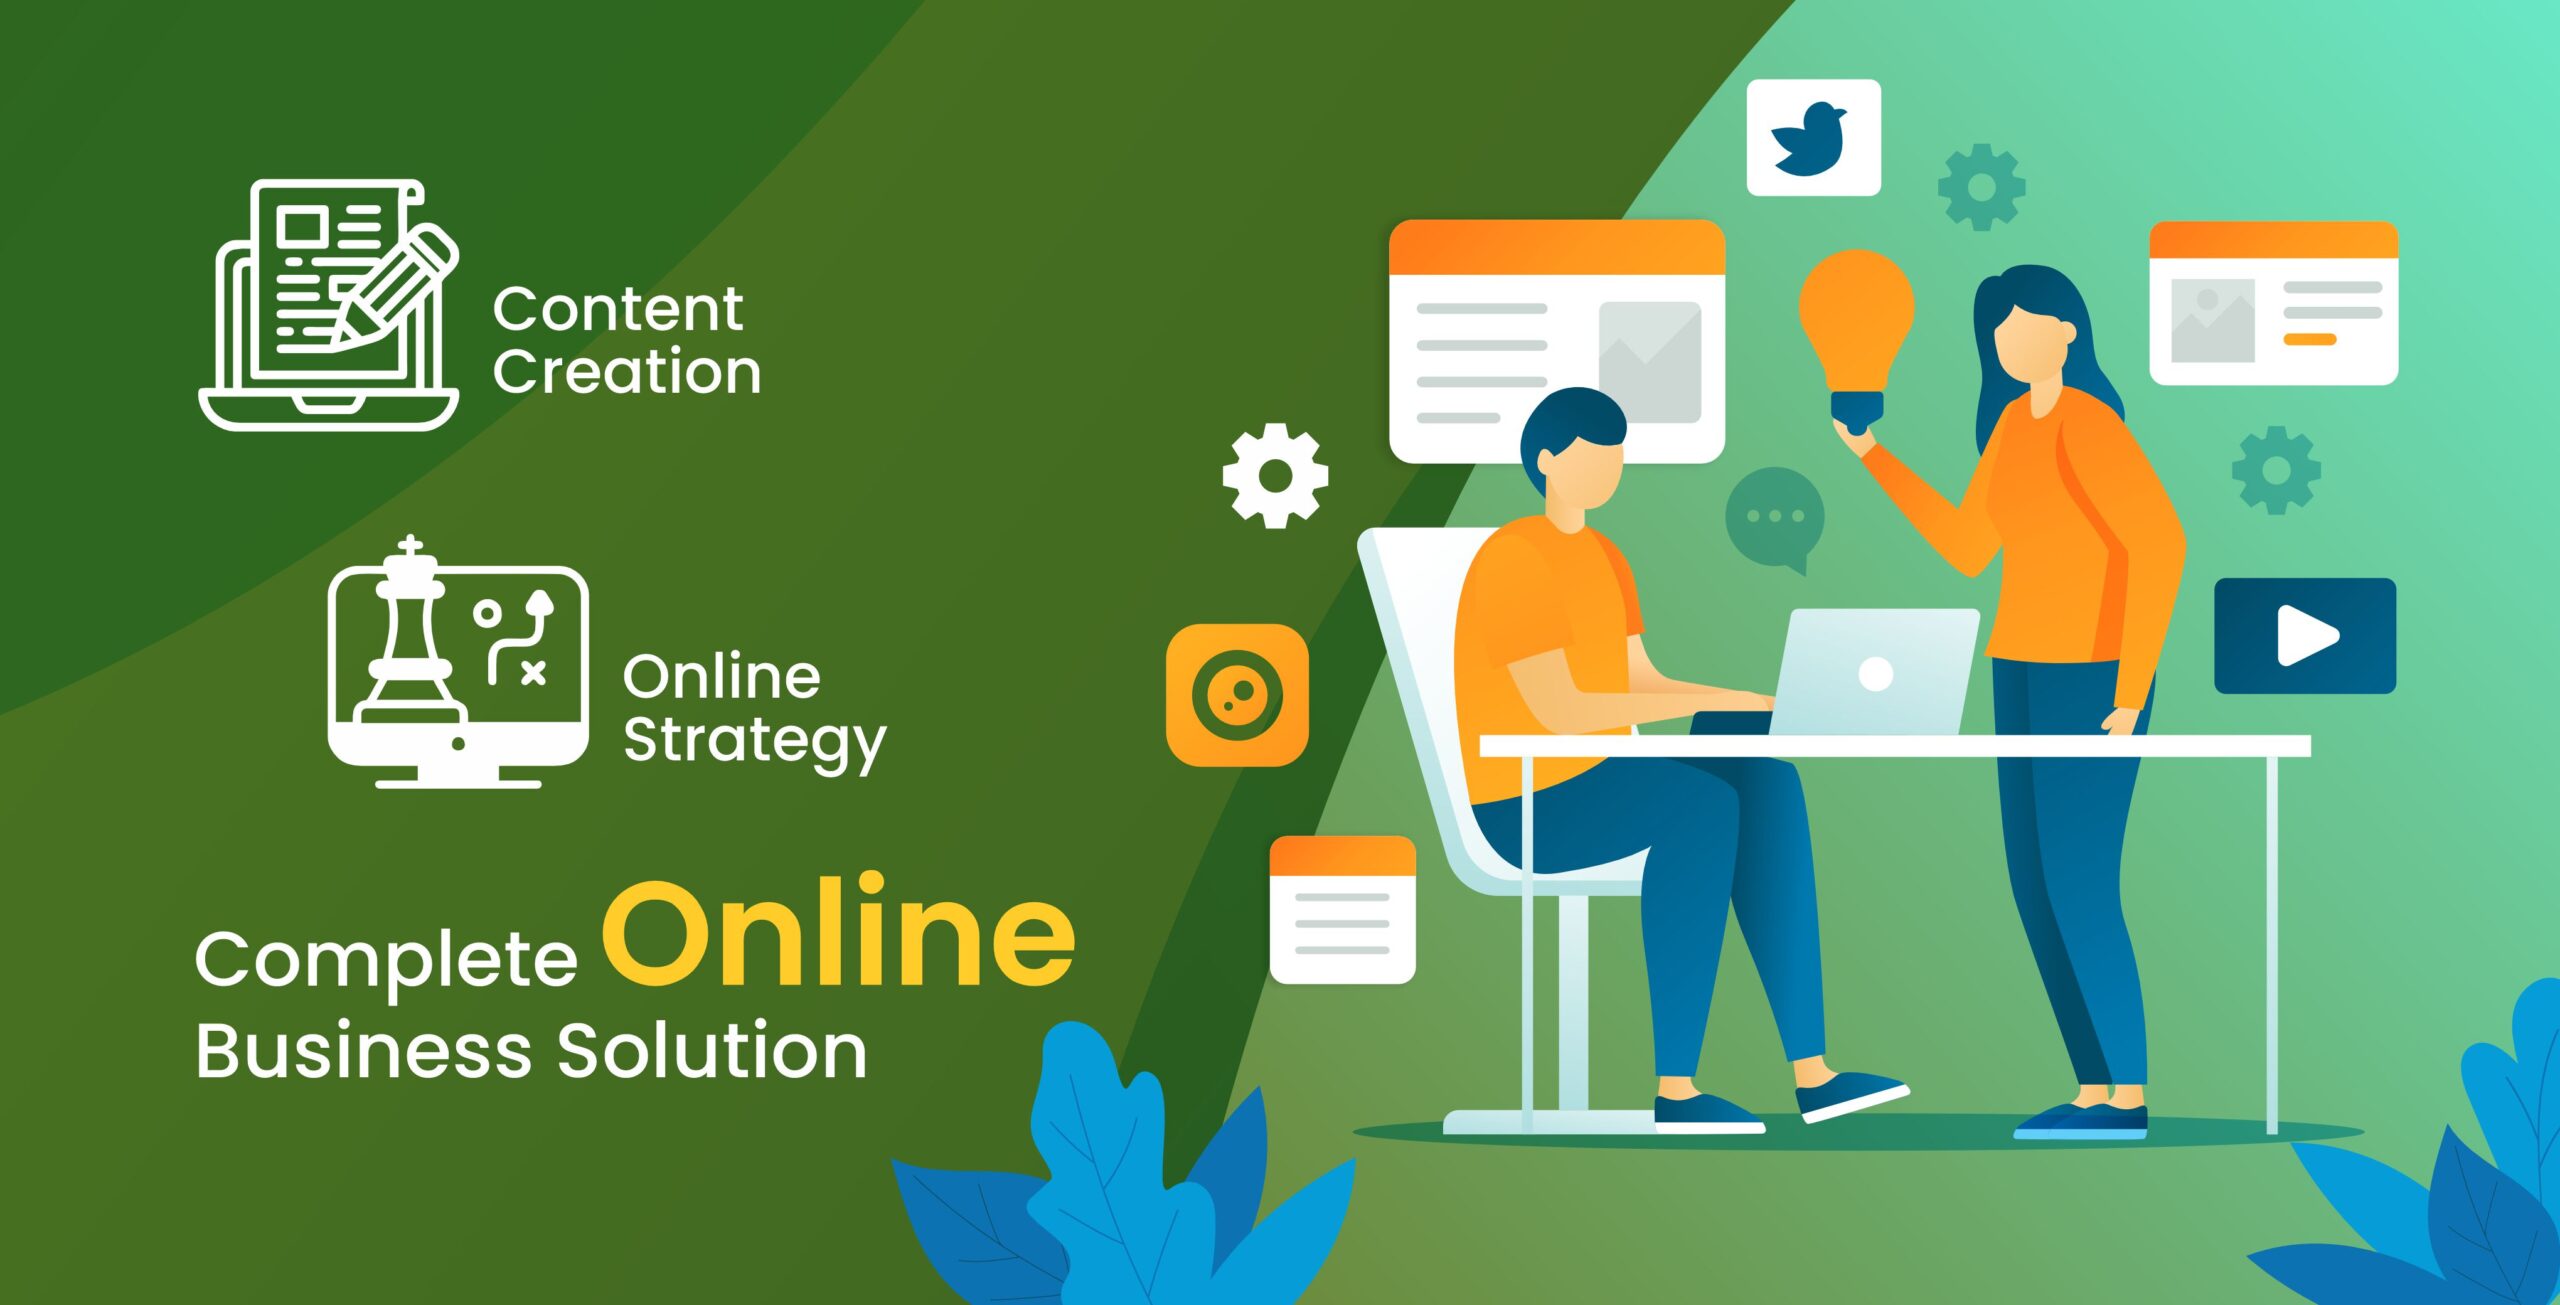 Content
Creation
Online
Strategy
Complete Online
Business Solution